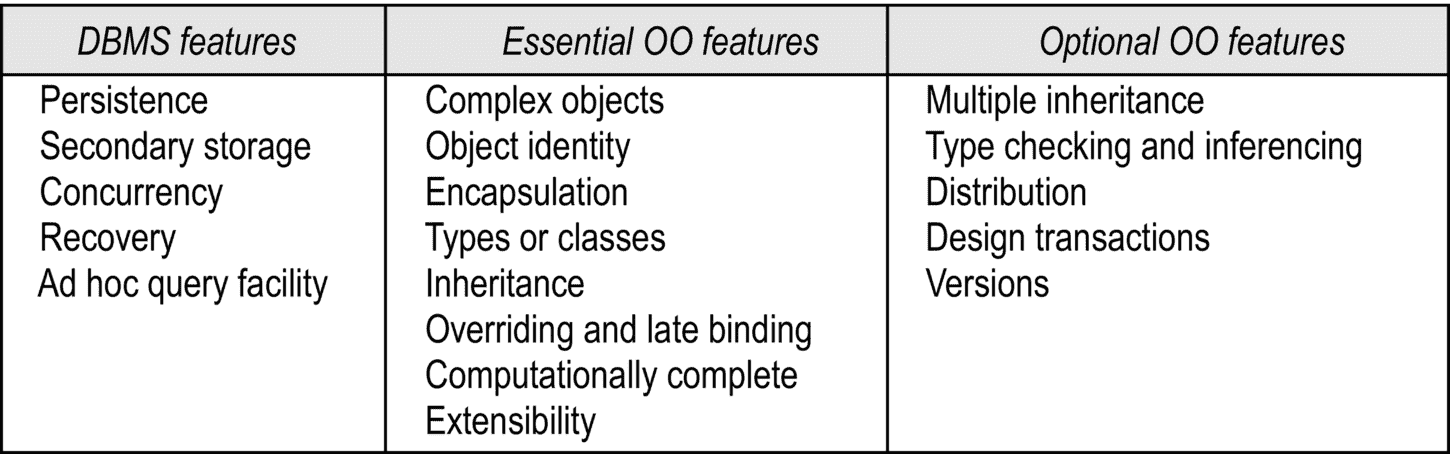 DBMS features
Essential OO features
Optional OO features
Persistence
Complex objects
Multiple inheritance
Secondary storage
Object identity
Type checking and inferencing
Concurrency
Encapsulation
Distribution
Recovery
Types or classes
Design transactions
Ad hoc query facility
Inheritance
Versions
Overriding and late binding
Computationally complete
Extensibility